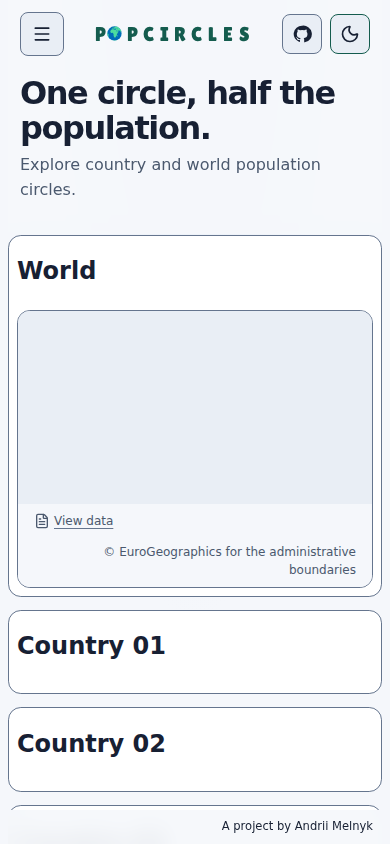 POPCIRCLES
One circle, half the
population.
Explore country and world population
circles.
World
View data
© EuroGeographics for the administrative
boundaries
Country 01
Country 02
A project by Andrii Melnyk